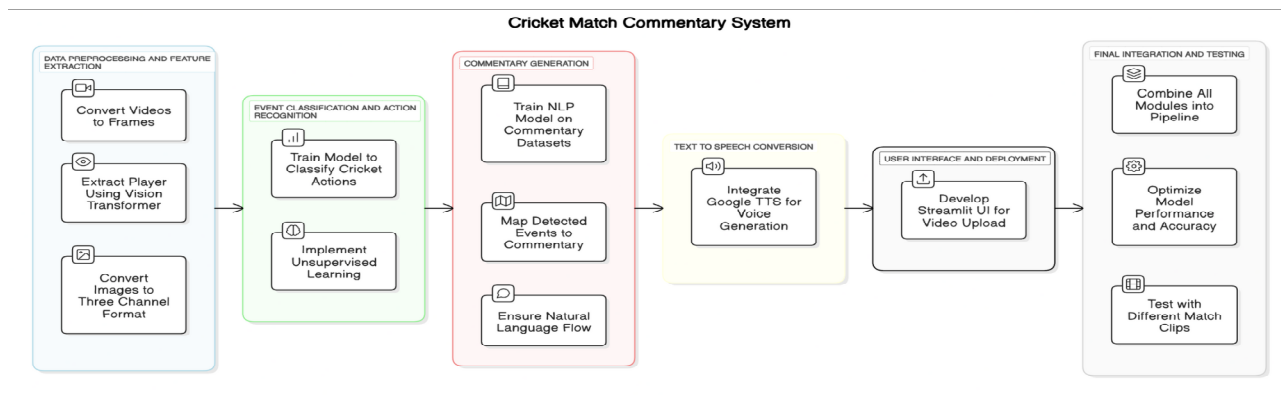 Cricket Match Commentary System
DATA PREPROCESSING AND FEATURE
EXTRACTION
Convert Videos
to Frames
Extract Player
Using Vision
Transformer
Convert
Images to
Three Channel
Format
EVENT CLASSIFICATION AND ACTION
RECOGNITION
Train Model to
Classify Cricket
Actions
Implement
Unsupervised
Learning
COMMENTARY GENERATION
Train NLP
Model on
Commentary
Datasets
Map Detected
Events to
Commentary
Ensure Natural
Language Flow
TEXT TO SPEECH CONVERSION
Integrate
Google TTS for
Voice
Generation
USER INTERFACE AND DEPLOYMENT
Develop
Streamlit UI for
Video Upload
FINAL INTEGRATION AND TESTING
Combine All
Modules into
Pipeline
Optimize
Model
Performance
and Accuracy
Test with
Different Match
Clips